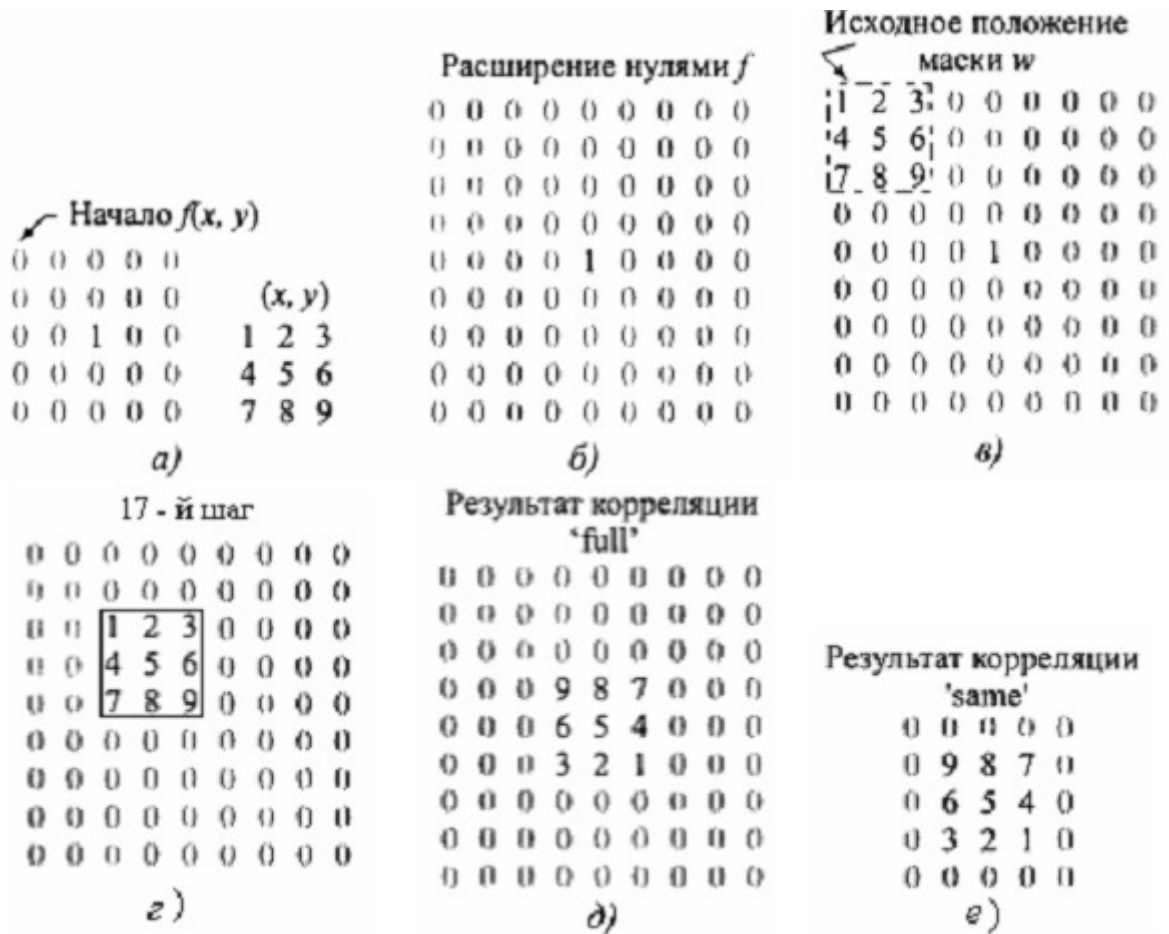 Начало f(x, y)
0 0 0 0 0
0 0 0 0 0
0 0 1 0 0
0 0 0 0 0
0 0 0 0 0
(x, y)
1 2 3
4 5 6
7 8 9
а)
Расширение нулями f
0 0 0 0 0 0 0 0 0
0 0 0 0 0 0 0 0 0
0 0 0 0 0 0 0 0 0
0 0 0 0 0 0 0 0 0
0 0 0 0 1 0 0 0 0
0 0 0 0 0 0 0 0 0
0 0 0 0 0 0 0 0 0
0 0 0 0 0 0 0 0 0
0 0 0 0 0 0 0 0 0
б)
Исходное положение
маски w
1 2 3 0 0 0 0 0 0
4 5 6 0 0 0 0 0 0
7 8 9 0 0 0 0 0 0
0 0 0 0 0 0 0 0 0
0 0 0 0 1 0 0 0 0
0 0 0 0 0 0 0 0 0
0 0 0 0 0 0 0 0 0
0 0 0 0 0 0 0 0 0
0 0 0 0 0 0 0 0 0
в)
17 - й шаг
0 0 0 0 0 0 0 0 0
0 0 0 0 0 0 0 0 0
0 0 1 2 3 0 0 0 0
0 0 4 5 6 0 0 0 0
0 0 7 8 9 0 0 0 0
0 0 0 0 0 0 0 0 0
0 0 0 0 0 0 0 0 0
0 0 0 0 0 0 0 0 0
0 0 0 0 0 0 0 0 0
г)
Результат корреляции
‘full’
0 0 0 0 0 0 0 0 0
0 0 0 0 0 0 0 0 0
0 0 0 0 0 0 0 0 0
0 0 0 9 8 7 0 0 0
0 0 0 6 5 4 0 0 0
0 0 0 3 2 1 0 0 0
0 0 0 0 0 0 0 0 0
0 0 0 0 0 0 0 0 0
0 0 0 0 0 0 0 0 0
д)
Результат корреляции
'same'
0 0 0 0 0
0 9 8 7 0
0 6 5 4 0
0 3 2 1 0
0 0 0 0 0
е)